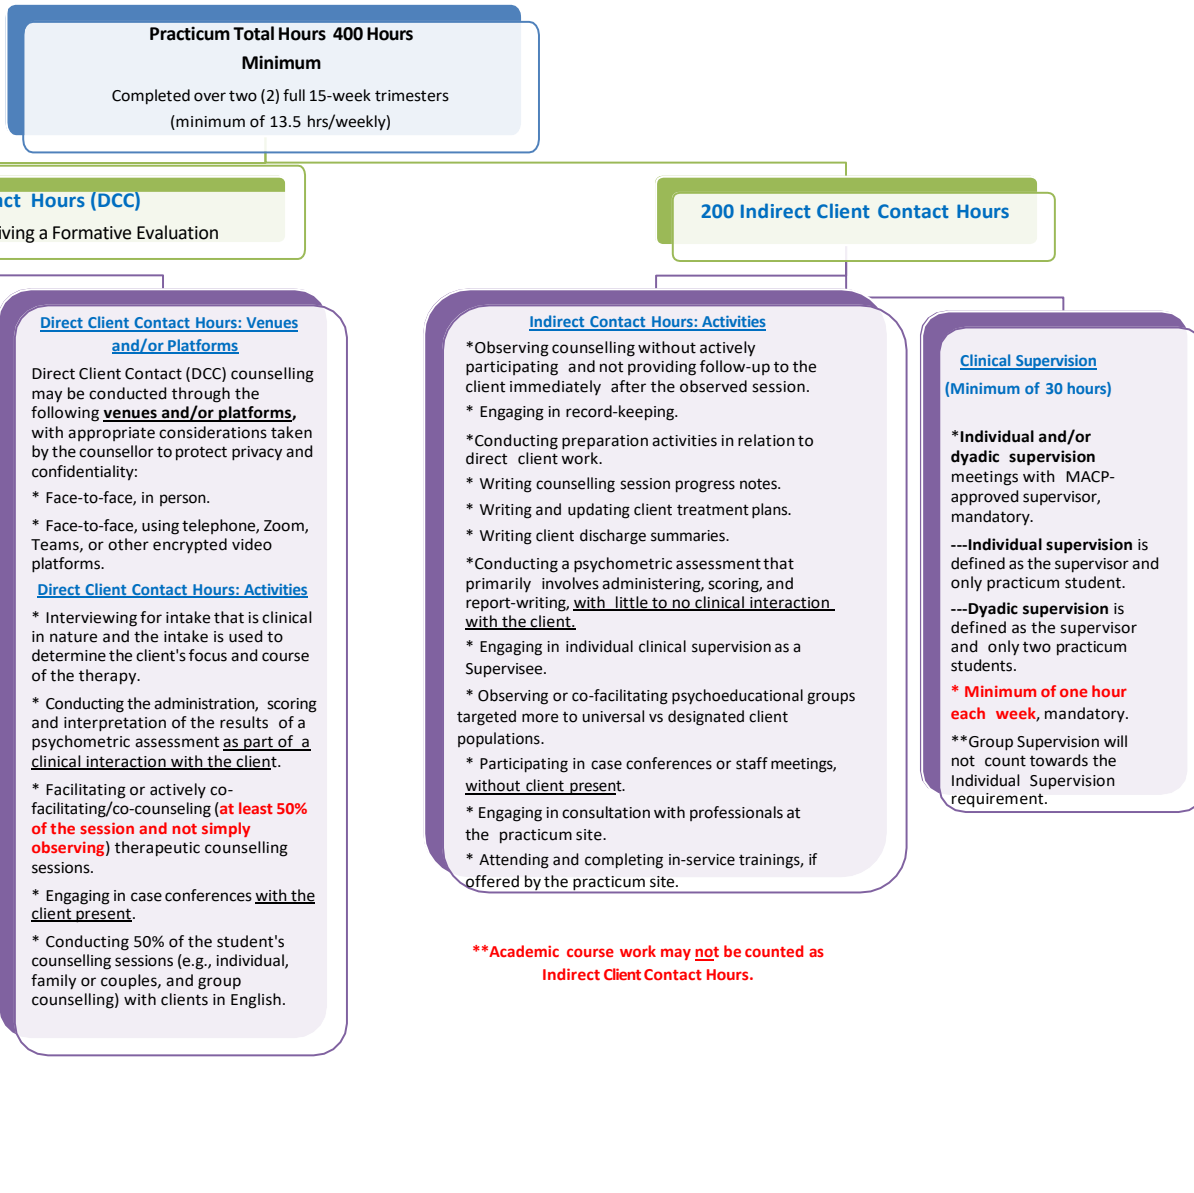 Practicum Total Hours 400 Hours
Minimum
Completed over two (2) full 15-week trimesters
(minimum of 13.5 hrs/weekly)
Hours (DCC)
a Formative Evaluation
200 Indirect Client Contact Hours
Direct Client Contact Hours: Venues
and/or Platforms
Direct Client Contact (DCC) counselling
may be conducted through the
following venues and/or platforms,
with appropriate considerations taken
by the counsellor to protect privacy and
confidentiality:
* Face-to-face, in person.
* Face-to-face, using telephone, Zoom,
Teams, or other encrypted video
platforms.
Direct Client Contact Hours: Activities
* Interviewing for intake that is clinical
in nature and the intake is used to
determine the client's focus and course
of the therapy.
* Conducting the administration, scoring
and interpretation of the results of a
psychometric assessment as part of a
clinical interaction with the client.
* Facilitating or actively co-
facilitating/co-counseling (at least 50%
of the session and not simply
observing) therapeutic counselling
sessions.
* Engaging in case conferences with the
client present.
* Conducting 50% of the student's
counselling sessions (e.g., individual,
family or couples, and group
counselling) with clients in English.
Indirect Contact Hours: Activities
*Observing counselling without actively
participating and not providing follow-up to the
client immediately after the observed session.
* Engaging in record-keeping.
*Conducting preparation activities in relation to
direct client work.
* Writing counselling session progress notes.
* Writing and updating client treatment plans.
* Writing client discharge summaries.
*Conducting a psychometric assessment that
primarily involves administering, scoring, and
report-writing, with little to no clinical interaction
with the client.
* Engaging in individual clinical supervision as a
Supervisee.
* Observing or co-facilitating psychoeducational groups
targeted more to universal vs designated client
populations.
* Participating in case conferences or staff meetings,
without client present.
* Engaging in consultation with professionals at
the practicum site.
* Attending and completing in-service trainings, if
offered by the practicum site.
**Academic course work may not be counted as
Indirect Client Contact Hours.
Clinical Supervision
(Minimum of 30 hours)
*Individual and/or
dyadic supervision
meetings with MACP-
approved supervisor,
mandatory.
---Individual supervision is
defined as the supervisor and
only practicum student.
---Dyadic supervision is
defined as the supervisor
and only two practicum
students.
* Minimum of one hour
each week, mandatory.
**Group Supervision will
not count towards the
Individual Supervision
requirement.